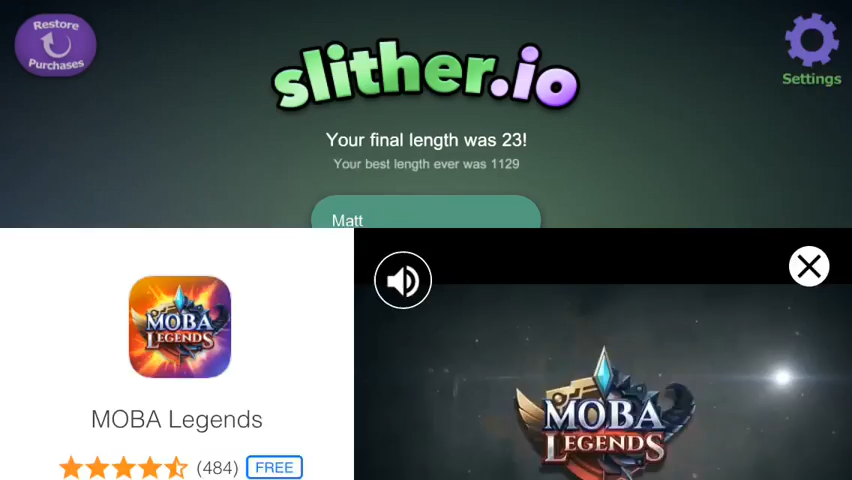 Restore
Purchases
slither.io
Settings
Your final length was 23!
Your best length ever was 1129
Matt
MOBA
LEGENDS
MOBA Legends
(484) FREE
MOBA
LEGENDS